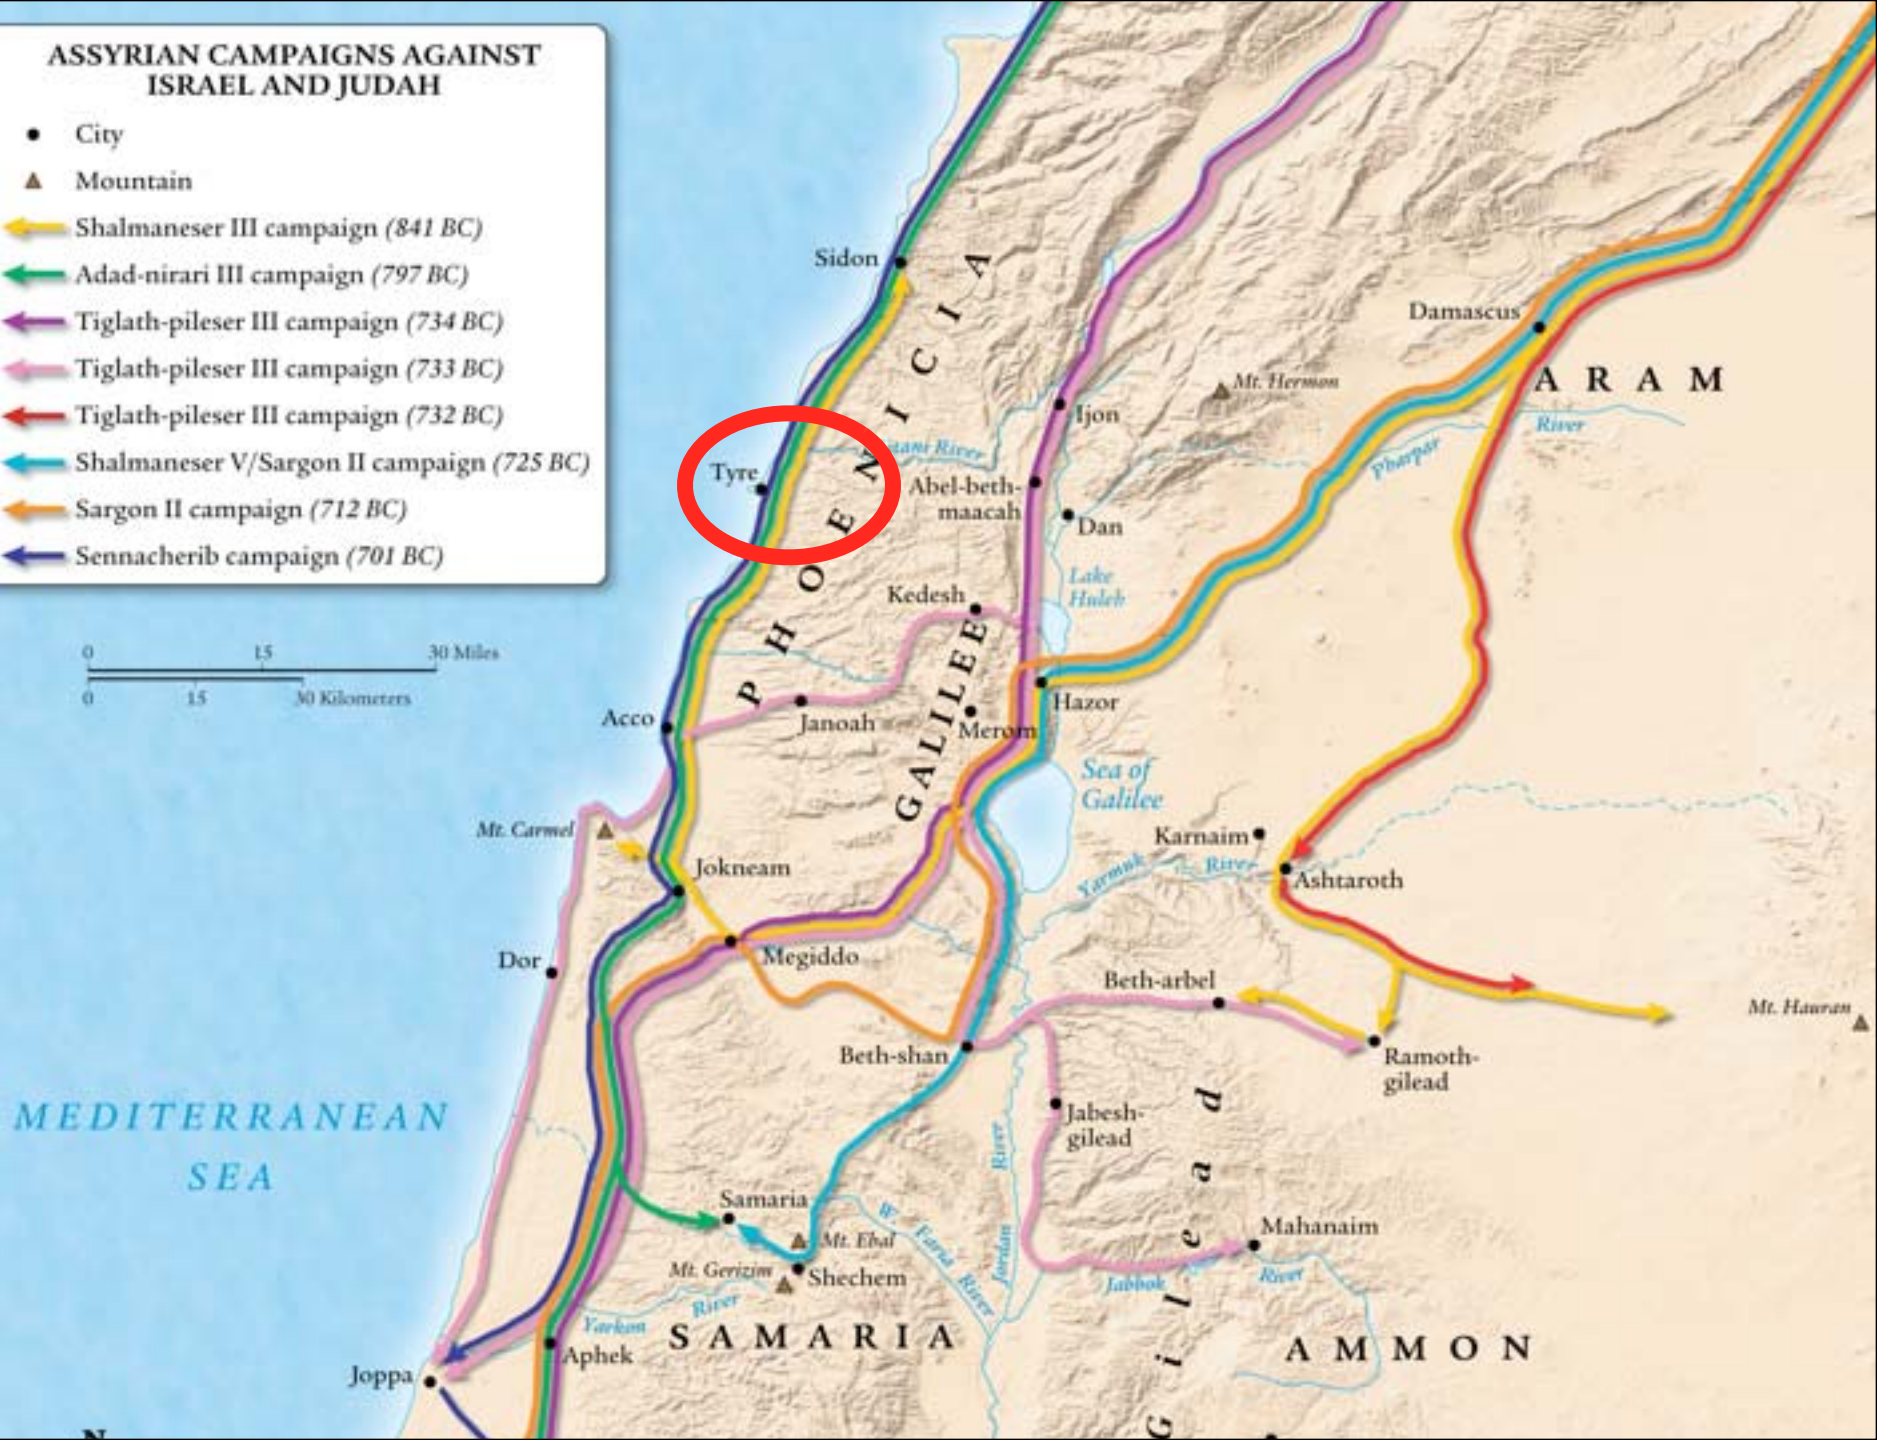 ASSYRIAN CAMPAIGNS AGAINST
ISRAEL AND JUDAH
City
Mountain
Shalmaneser III campaign (841 BC)
Adad-nirari III campaign (797 BC)
Tiglath-pileser III campaign (734 BC)
Tiglath-pileser III campaign (733 BC)
Tiglath-pileser III campaign (732 BC)
Shalmaneser V/Sargon II campaign (725 BC)
Sargon II campaign (712 BC)
Sennacherib campaign (701 BC)
0 15 30 Miles
0 15 30 Kilometers
Sidon
PHOENICIA
Damascus
ARAM
Mt. Hermon
Ijon
River
Pharpar
Tyre
River
Abel-beth-
maacah
Dan
Lake
Huleh
Kedesh
GALILEE
Hazor
Acco
Janoah
Merom
Sea of
Galilee
Mt. Carmel
Karnaim
Yarmuk
River
Jokneam
Ashtaroth
Dor
Megiddo
Beth-arbel
Mt. Hauran
Beth-shan
Ramoth-
gilead
MEDITERRANEAN
SEA
Jabesh-
gilead
Gilead
Jordan
River
Samaria
W. Faria River
Mt. Ebal
Mahanaim
Mt. Gerizim
Shechem
Jabbok
River
Yarkon
River
SAMARIA
AMMON
Aphek
Joppa
N